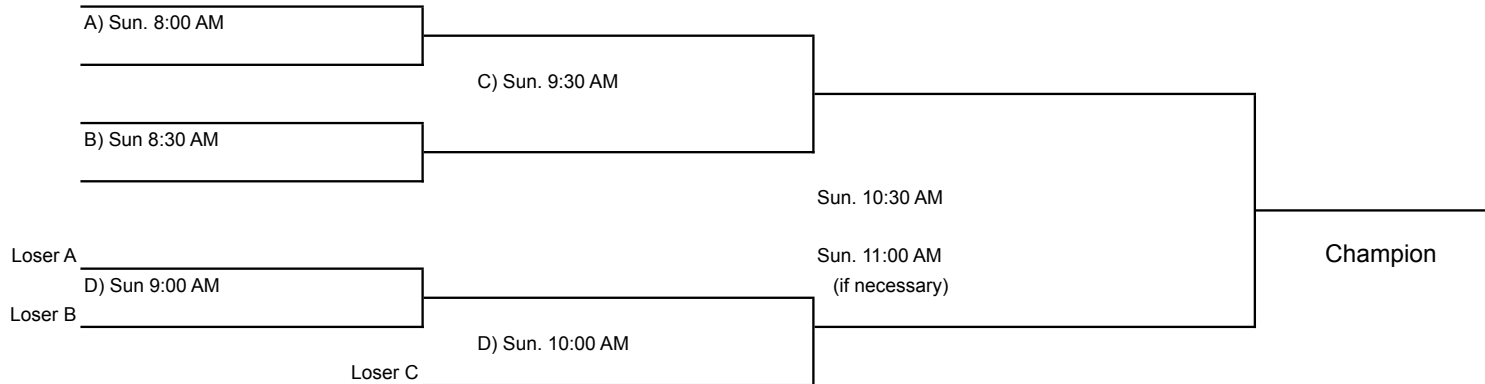 A) Sun. 8:00 AM
C) Sun. 9:30 AM
B) Sun 8:30 AM
Sun. 10:30 AM
Loser A
Sun. 11:00 AM
Champion
D) Sun 9:00 AM
(if necessary)
Loser B
D) Sun. 10:00 AM
Loser C